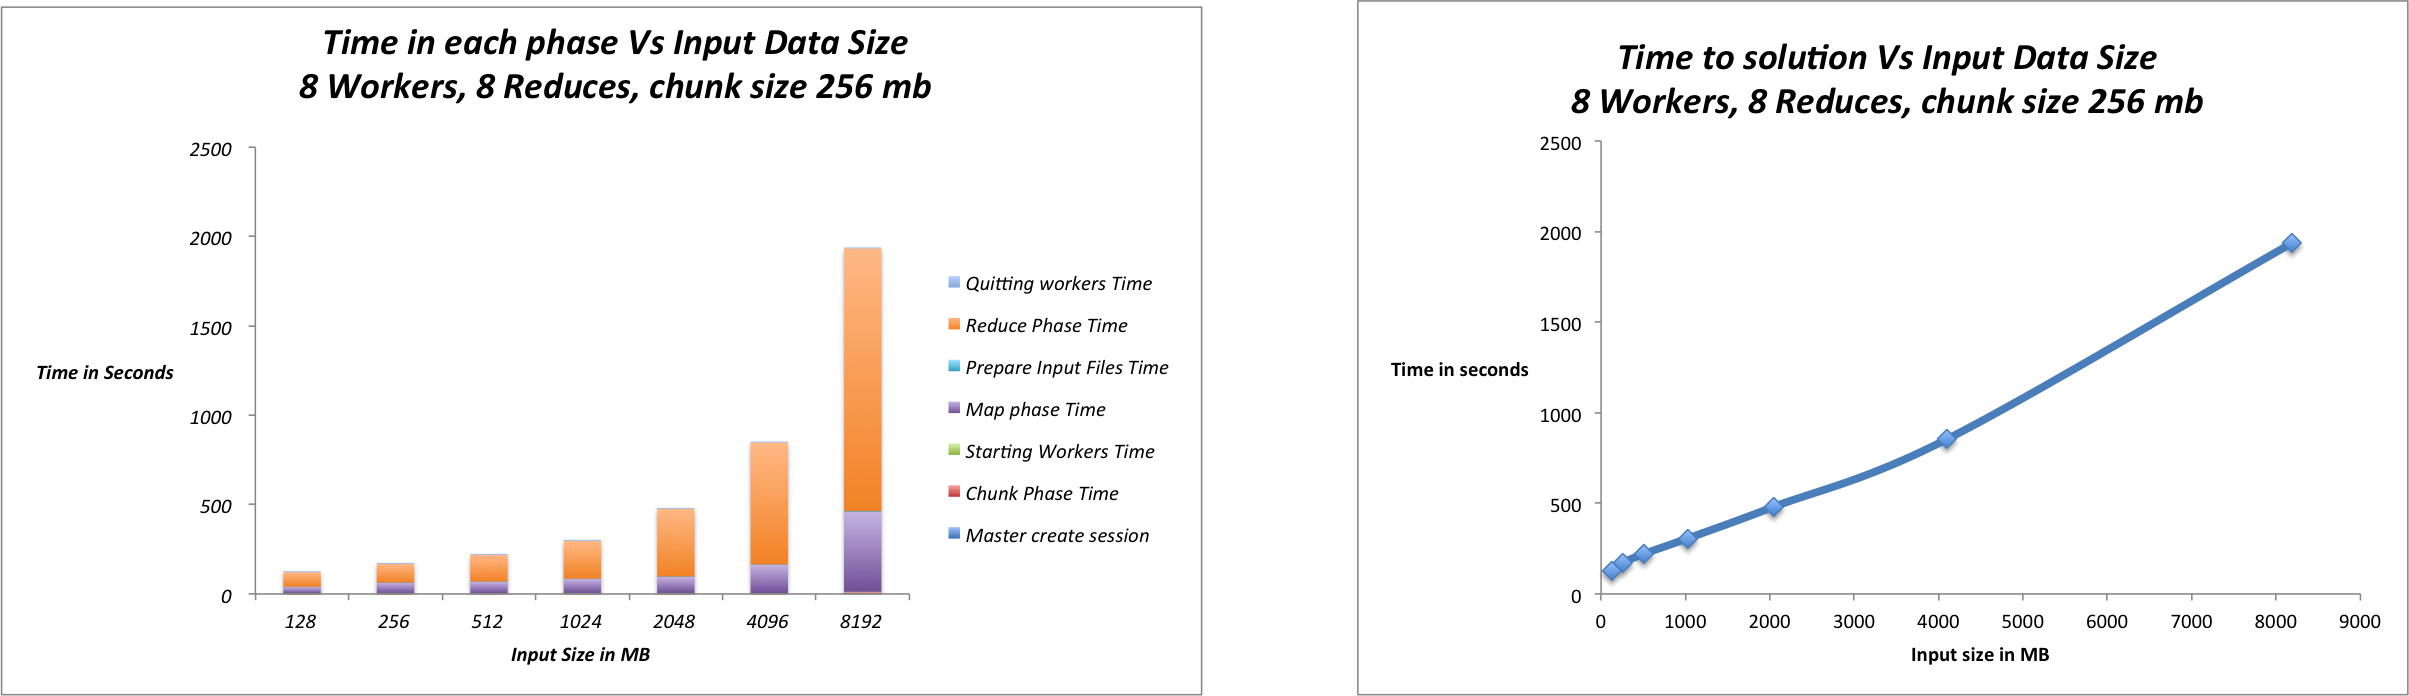 Time in each phase Vs Input Data Size
8 Workers, 8 Reduces, chunk size 256 mb
2500
2000
1500
1000
500
0
Time in Seconds
128 256 512 1024 2048 4096 8192
Input Size in MB
Quitting workers Time
Reduce Phase Time
Prepare Input Files Time
Map phase Time
Starting Workers Time
Chunk Phase Time
Master create session
Time to solution Vs Input Data Size
8 Workers, 8 Reduces, chunk size 256 mb
2500
2000
1500
1000
500
0
Time in seconds
0 1000 2000 3000 4000 5000 6000 7000 8000 9000
Input size in MB